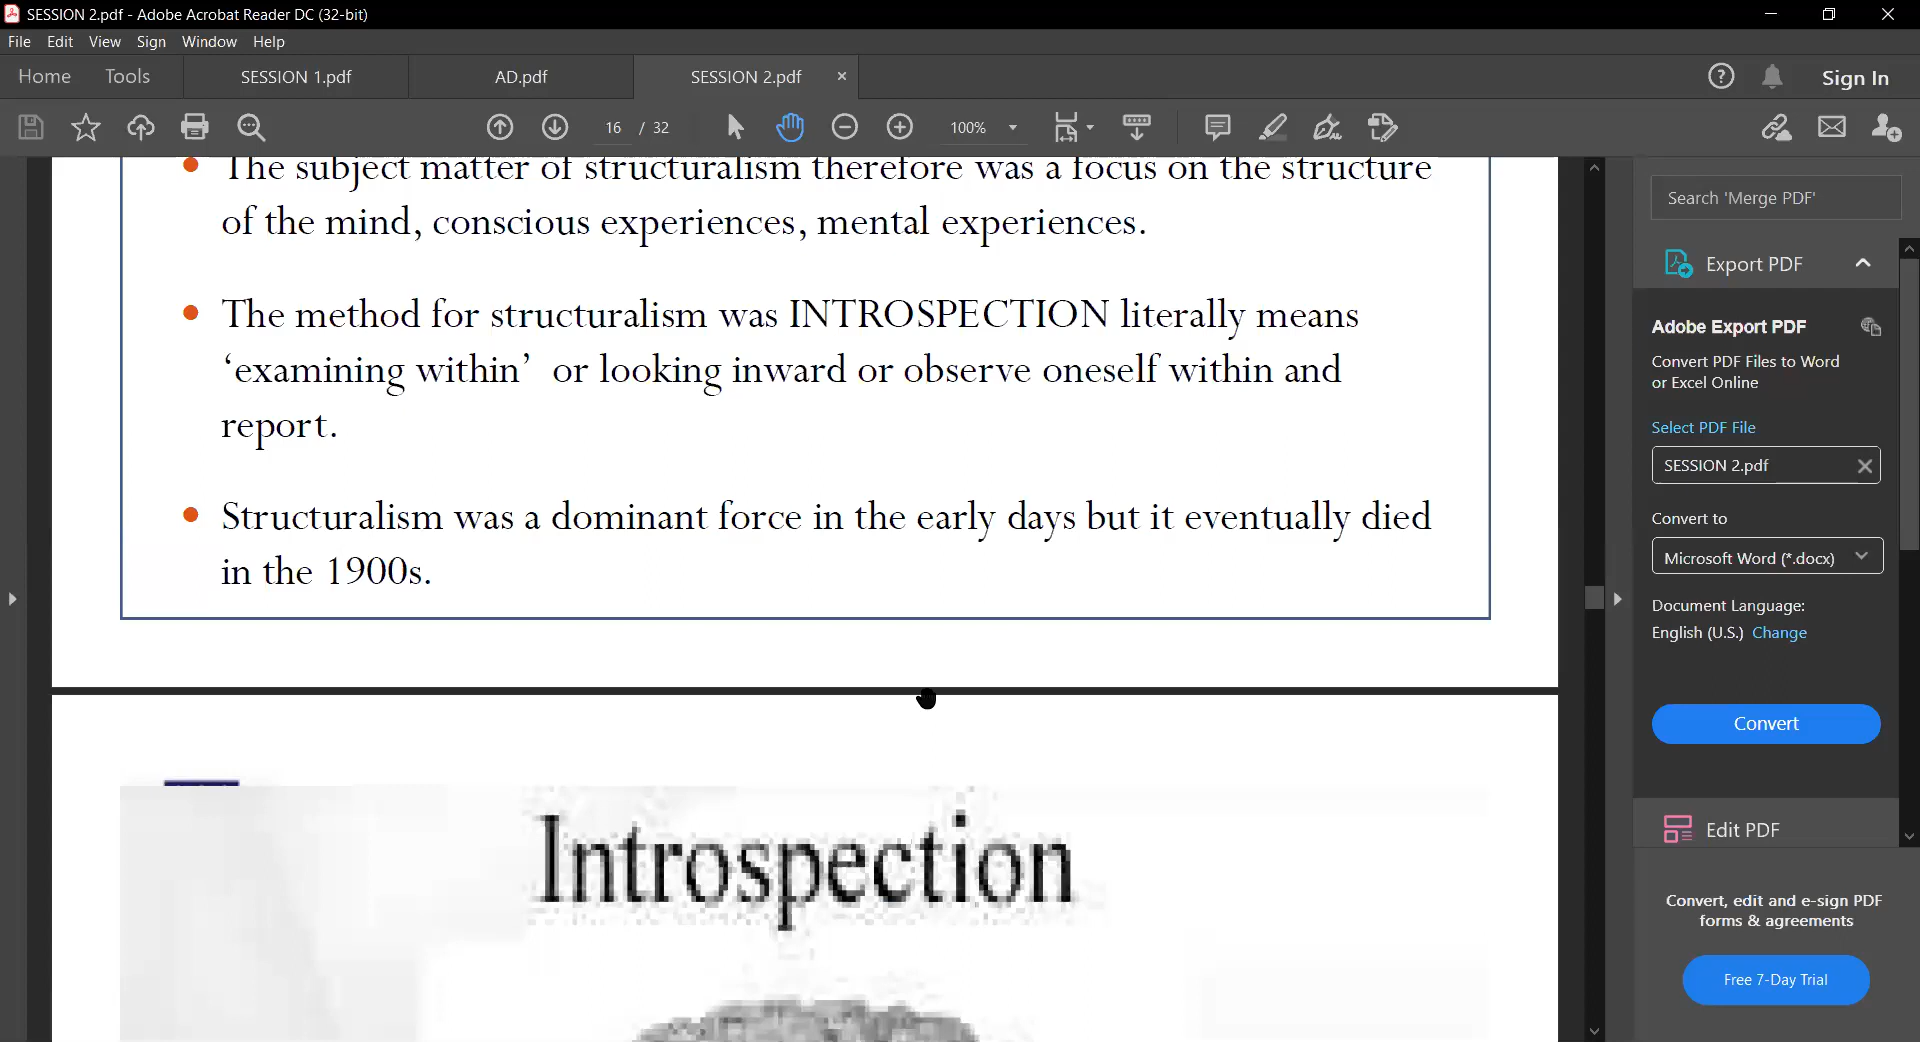 SESSION 2.pdf - Adobe Acrobat Reader DC (32-bit)
File Edit View Sign Window Help
Home Tools SESSION 1.pdf AD.pdf SESSION 2.pdf Sign In
16 / 32 100%
The subject matter of structuralism therefore was a focus on the structure
of the mind, conscious experiences, mental experiences.
The method for structuralism was INTROSPECTION literally means
‘examining within’ or looking inward or observe oneself within and
report.
Structuralism was a dominant force in the early days but it eventually died
in the 1900s.
Introspection
Search 'Merge PDF'
Export PDF
Adobe Export PDF
Convert PDF Files to Word
or Excel Online
Select PDF File
SESSION 2.pdf
Convert to
Microsoft Word (*.docx)
Document Language:
English (U.S.) Change
Convert
Edit PDF
Convert, edit and e-sign PDF
forms & agreements
Free 7-Day Trial